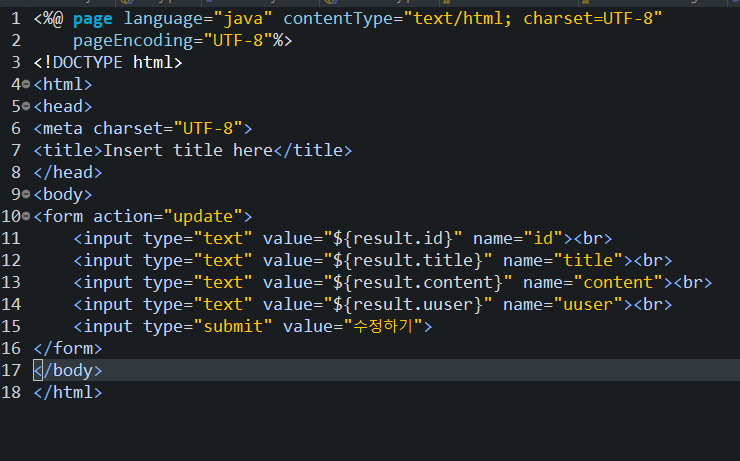 1 <%@ page language="java" contentType="text/html; charset=UTF-8"
2     pageEncoding="UTF-8"%>
3 <!DOCTYPE html>
4 <html>
5 <head>
6 <meta charset="UTF-8">
7 <title>Insert title here</title>
8 </head>
9 <body>
10 <form action="update">
11     <input type="text" value="${result.id}" name="id"><br>
12     <input type="text" value="${result.title}" name="title"><br>
13     <input type="text" value="${result.content}" name="content"><br>
14     <input type="text" value="${result.uuser}" name="uuser"><br>
15     <input type="submit" value="수정하기">
16 </form>
17 </body>
18 </html>